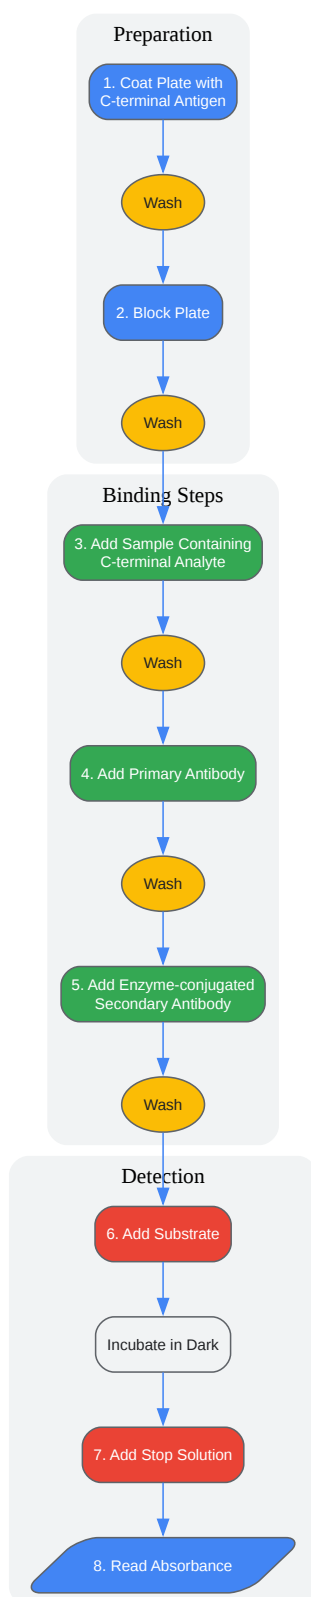 Preparation
1. Coat Plate with
C-terminal Antigen
Wash
2. Block Plate
Wash
Binding Steps
3. Add Sample Containing
C-terminal Analyte
Wash
4. Add Primary Antibody
Wash
5. Add Enzyme-conjugated
Secondary Antibody
Wash
Detection
6. Add Substrate
Incubate in Dark
7. Add Stop Solution
8. Read Absorbance